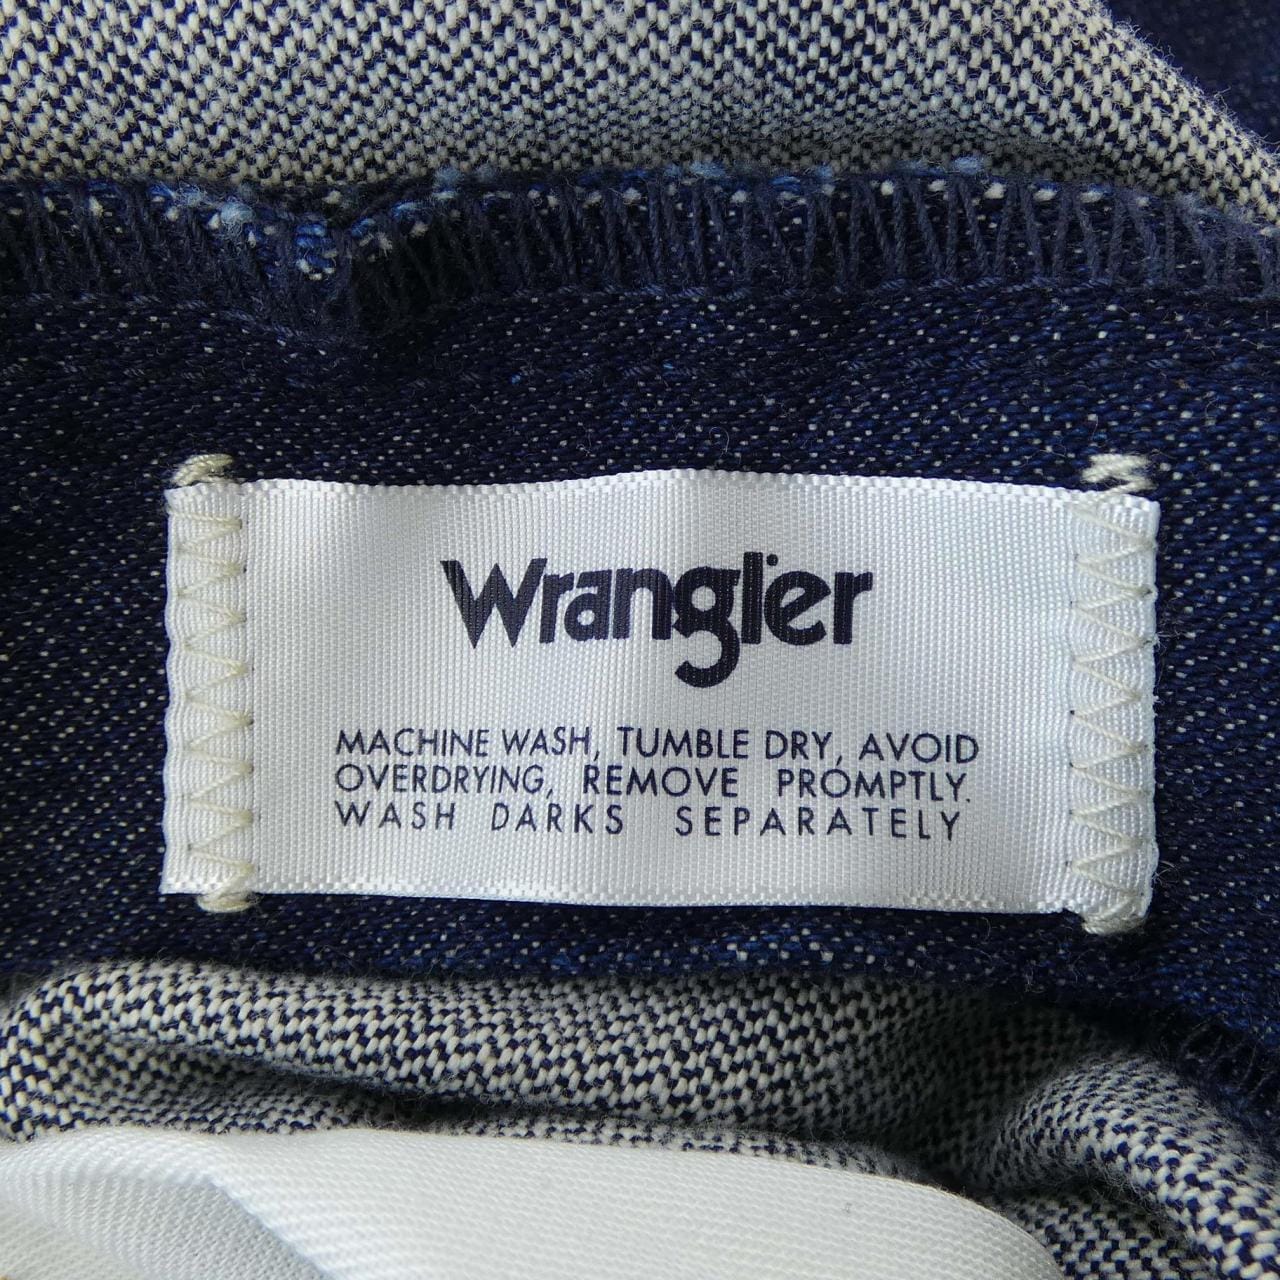 Wrangler
MACHINE WASH, TUMBLE DRY, AVOID
OVERDRYING, REMOVE PROMPTLY.
WASH DARKS SEPARATELY